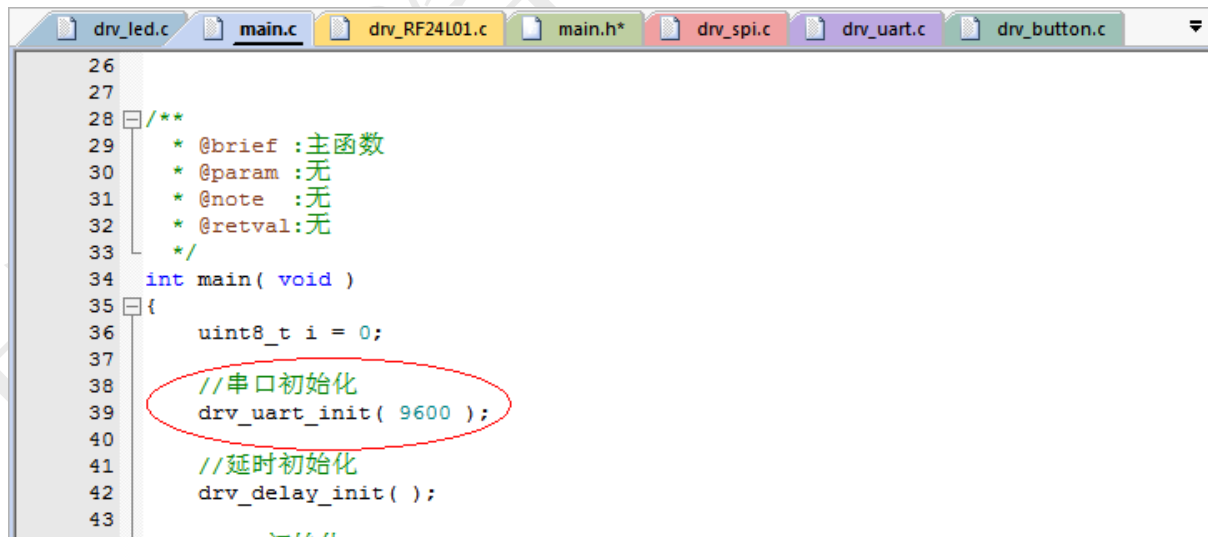 drv_led.c main.c drv_RF24L01.c main.h* drv_spi.c drv_uart.c drv_button.c
26
27
28 /**
29 * @brief :主函数
30 * @param :无
31 * @note :无
32 * @retval:无
33 */
34 int main( void )
35 {
36 uint8_t i = 0;
37
38 //串口初始化
39 drv_uart_init( 9600 );
40
41 //延时初始化
42 drv_delay_init( );
43